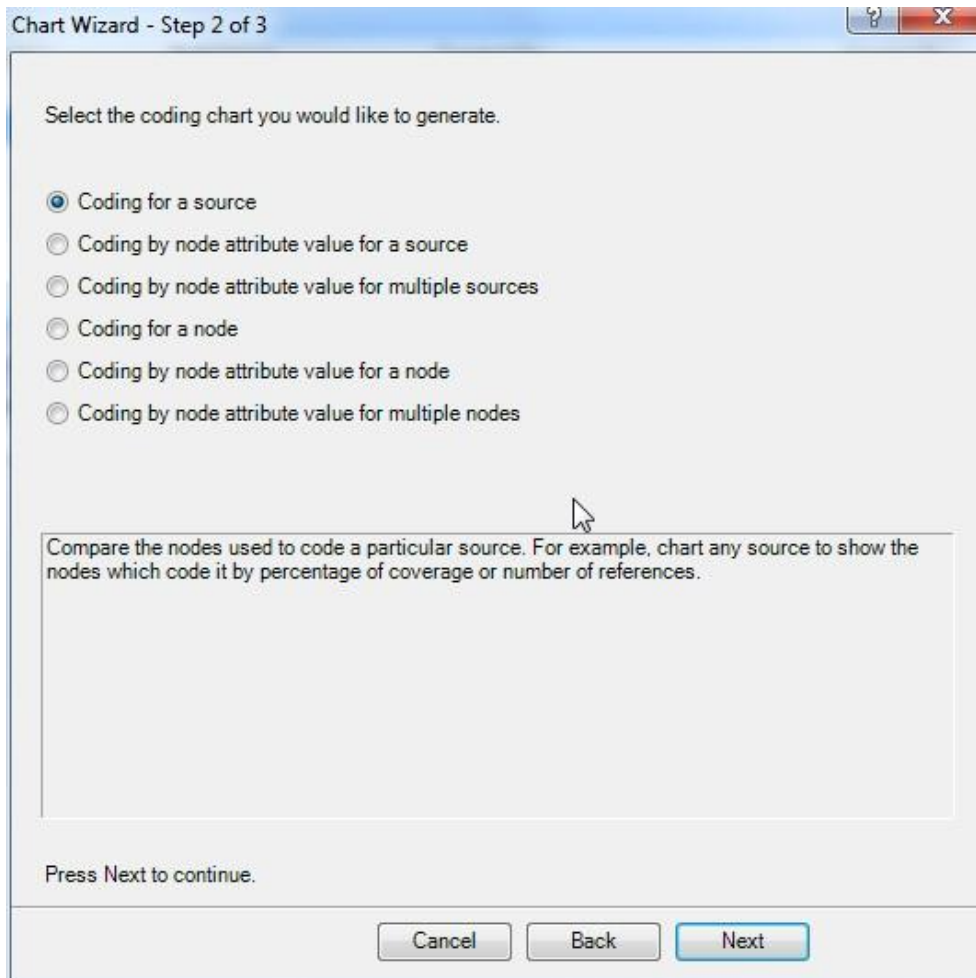 Chart Wizard - Step 2 of 3
?
X
Select the coding chart you would like to generate.
Coding for a source
Coding by node attribute value for a source
Coding by node attribute value for multiple sources
Coding for a node
Coding by node attribute value for a node
Coding by node attribute value for multiple nodes
Compare the nodes used to code a particular source. For example, chart any source to show the
nodes which code it by percentage of coverage or number of references.
Press Next to continue.
Cancel Back Next